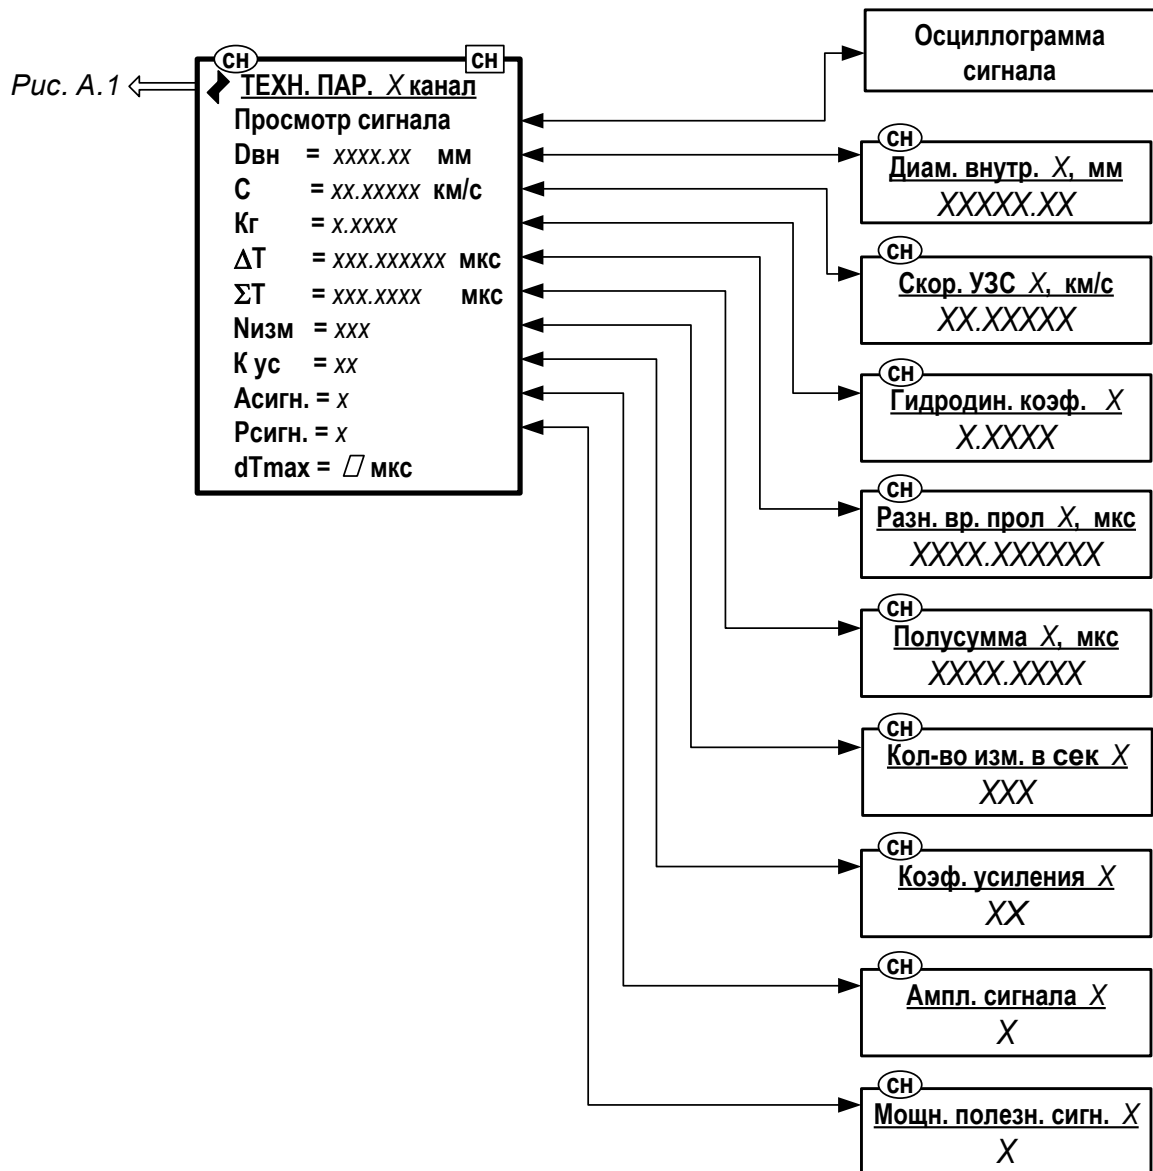 Рис. А.1
СН
СН
ТЕХН. ПАР. X канал
Просмотр сигнала
Dвн = xxxx.xx мм
С = xx.xxxxx км/с
Кг = x.xxxx
ΔT = xxx.xxxxxx мкс
ΣT = xxx.xxxx мкс
Nизм = xxx
К ус = xx
Асигн. = x
Рсигн. = x
dTmax = ▱ мкс
Осциллограмма
сигнала
СН
Диам. внутр. X, мм
XXXXX.XX
СН
Скор. УЗС X, км/с
XX.XXXXX
СН
Гидродин. коэф. X
X.XXXX
СН
Разн. вр. прол X, мкс
XXXX.XXXXXX
СН
Полусумма X, мкс
XXXX.XXXX
СН
Кол-во изм. в сек X
XXX
СН
Коэф. усиления X
XX
СН
Ампл. сигнала X
X
СН
Мощн. полезн. сигн. X
X